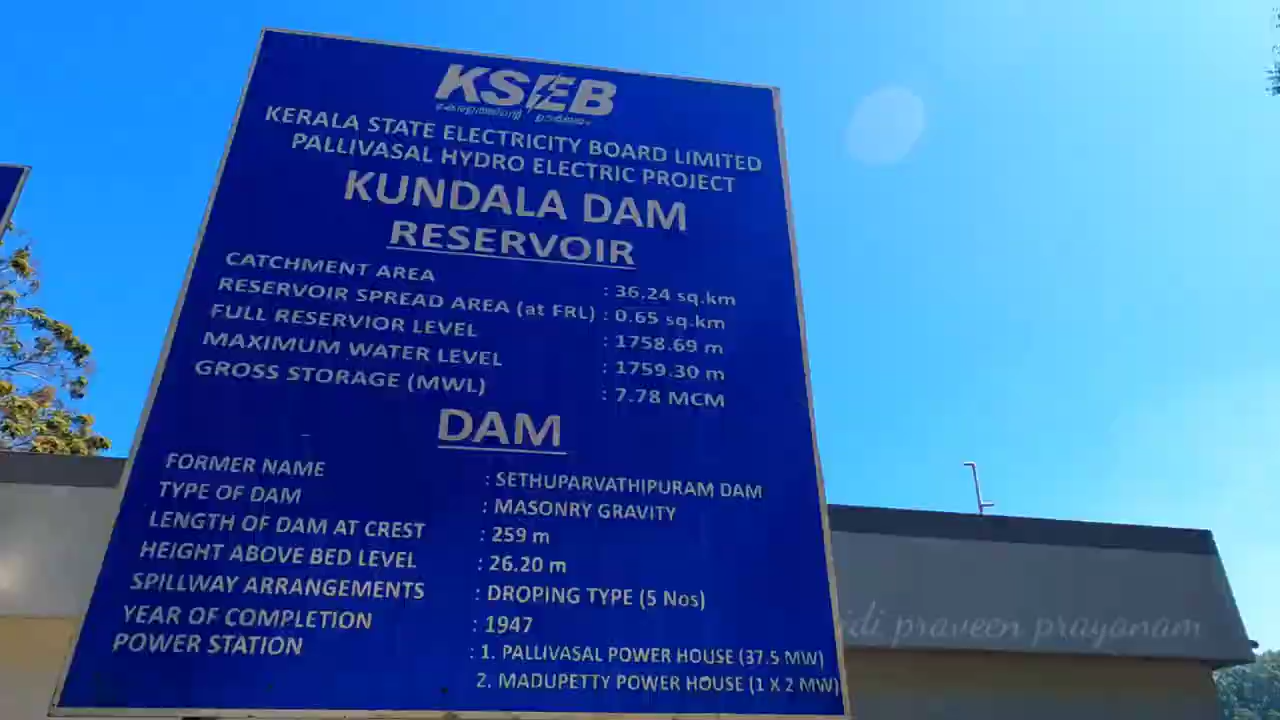 KSEB
KERALA STATE ELECTRICITY BOARD LIMITED
PALLIVASAL HYDRO ELECTRIC PROJECT
KUNDALA DAM
RESERVOIR
CATCHMENT AREA : 36.24 sq.km
RESERVOIR SPREAD AREA (at FRL) : 0.65 sq.km
FULL RESERVIOR LEVEL : 1758.69 m
MAXIMUM WATER LEVEL : 1759.30 m
GROSS STORAGE (MWL) : 7.78 MCM
DAM
FORMER NAME : SETHUPARVATHIPURAM DAM
TYPE OF DAM : MASONRY GRAVITY
LENGTH OF DAM AT CREST : 259 m
HEIGHT ABOVE BED LEVEL : 26.20 m
SPILLWAY ARRANGEMENTS : DROPING TYPE (5 Nos)
YEAR OF COMPLETION : 1947
POWER STATION : 1. PALLIVASAL POWER HOUSE (37.5 MW)
2. MADUPETTY POWER HOUSE (1 X 2 MW)
praveen prayanam